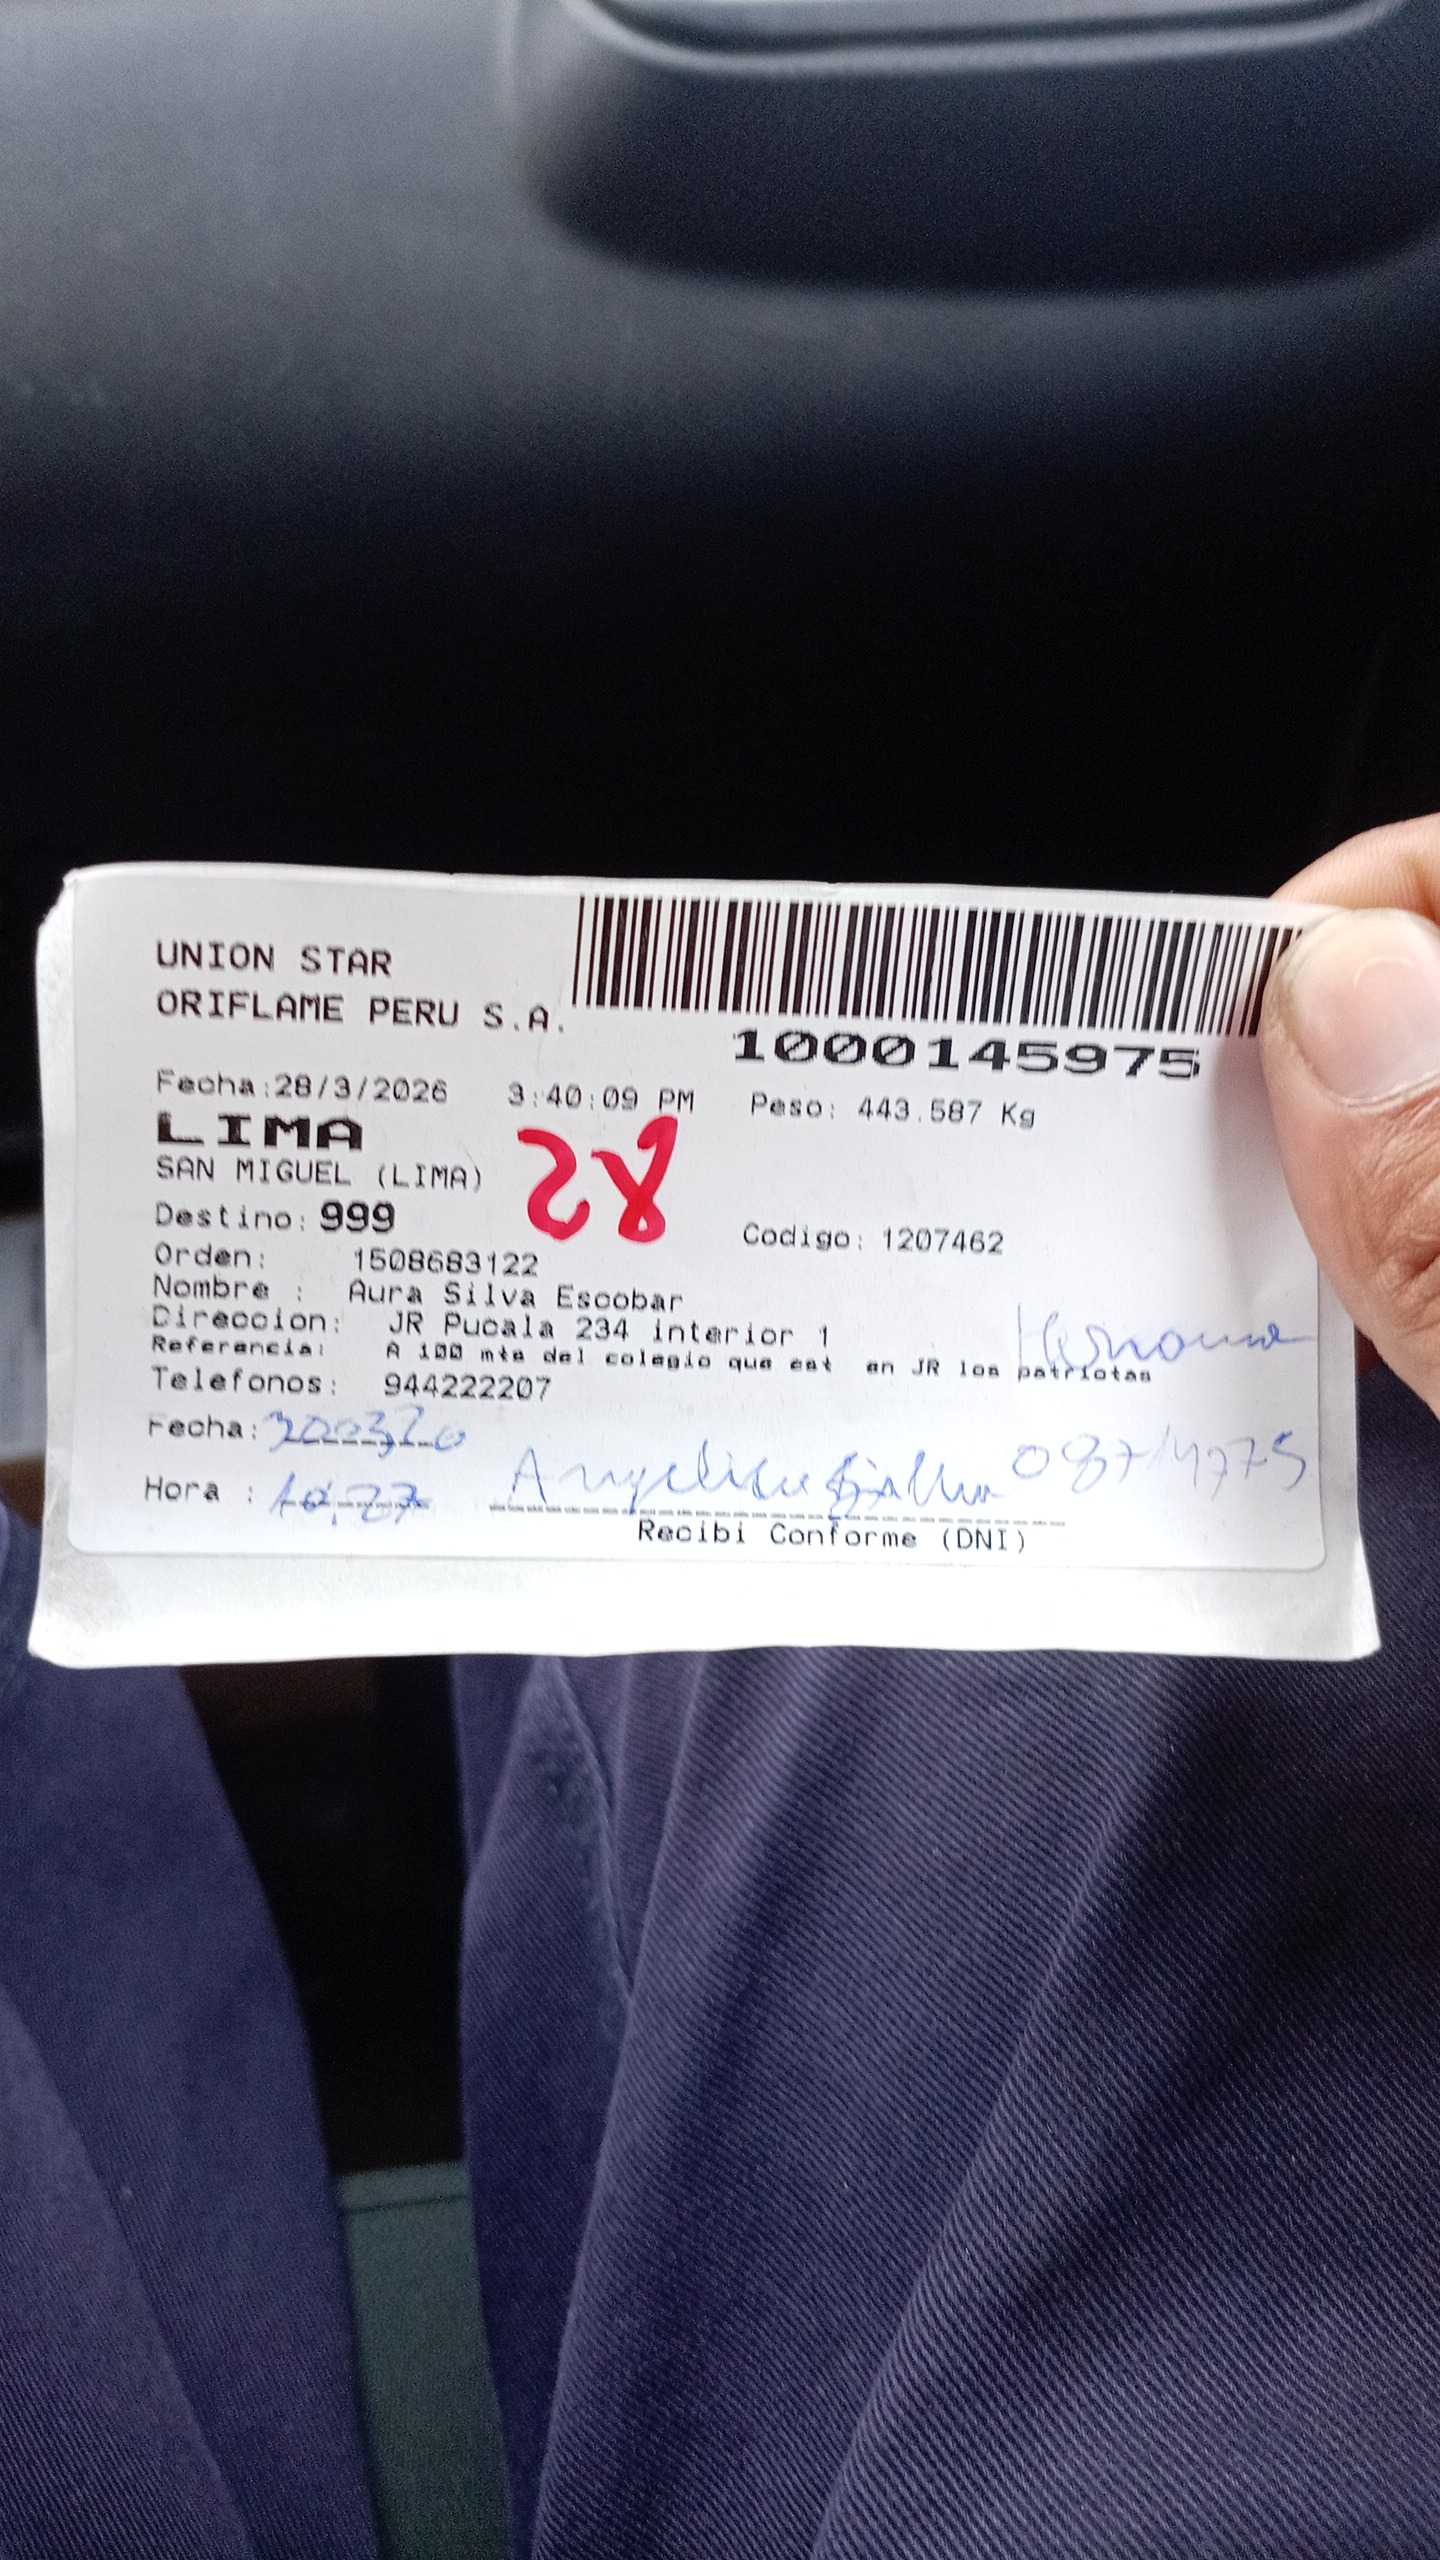 UNION STAR
ORIFLAME PERU S.A.
1000145975
Fecha:28/3/2026 3:40:09 PM Peso: 443.587 Kg
LIMA
SAN MIGUEL (LIMA) 28
Destino: 999
Codigo: 1207462
Orden: 1508683122
Nombre : Aura Silva Escobar
Direccion: JR Pucala 234 interior 1
Referencia: A 100 mts del colegio que est en JR los patriotas
Telefonos: 944222207
Fecha:
Hora :
Recibi Conforme (DNI)